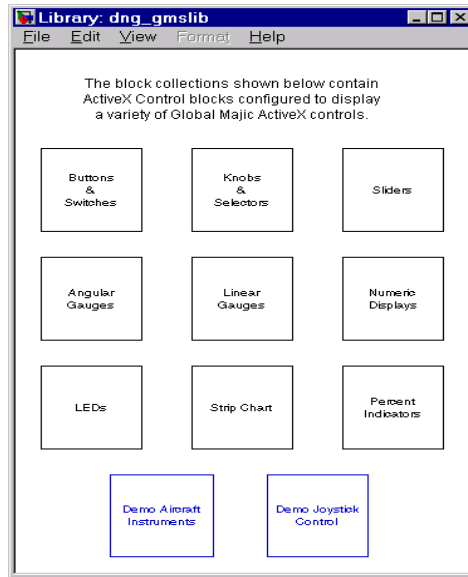 Library: dng_gmslib
File Edit View Format Help
The block collections shown below contain
ActiveX Control blocks configured to display
a variety of Global Majic ActiveX controls.
Buttons
&
Switches
Knobs
&
Selectors
Sliders
Angular
Gauges
Linear
Gauges
Numeric
Displays
LEDs
Strip Chart
Percent
Indicators
Demo Aircraft
Instruments
Demo Joystick
Control